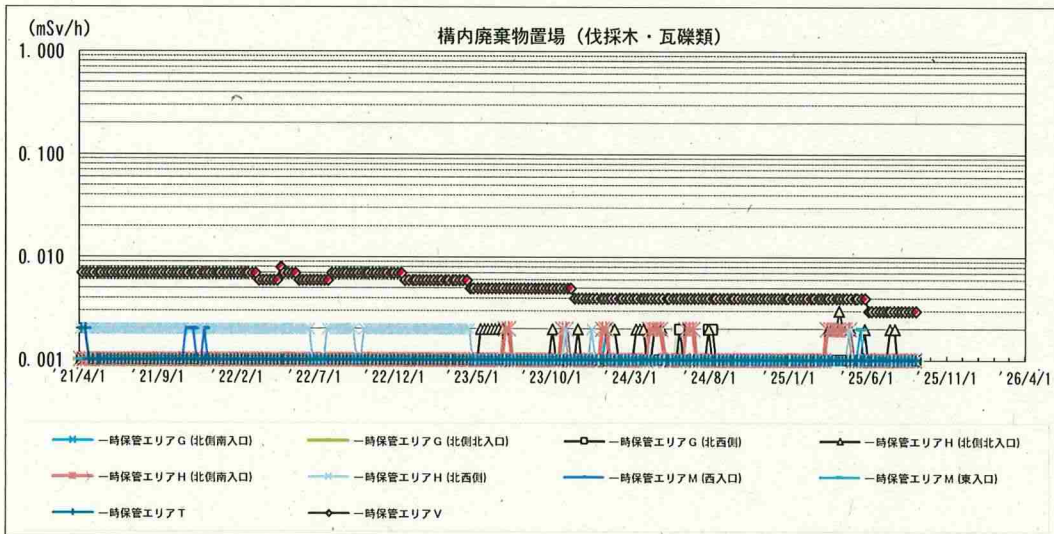 (mSv/h)
構内廃棄物置場（伐採木・瓦礫類）
1.000
0.100
0.010
0.001
'21/4/1 '21/9/1 '22/2/1 '22/7/1 '22/12/1 '23/5/1 '23/10/1 '24/3/1 '24/8/1 '25/1/1 '25/6/1 '25/11/1 '26/4/1
一時保管エリアG (北側南入口) 一時保管エリアG (北側北入口) 一時保管エリアG (北西側) 一時保管エリアH (北側北入口)
一時保管エリアH (北側南入口) 一時保管エリアH (北西側) 一時保管エリアM (西入口) 一時保管エリアM (東入口)
一時保管エリアT 一時保管エリアV